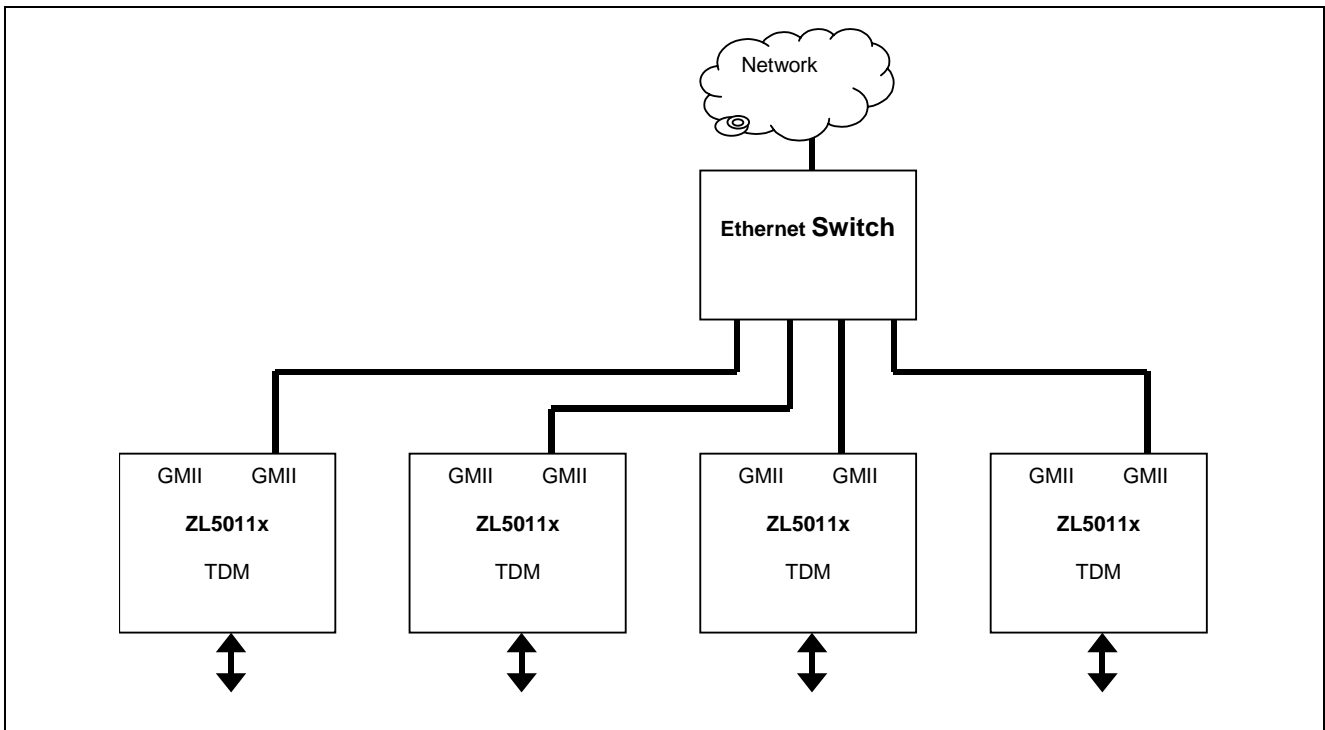 Network
Ethernet Switch
GMII GMII GMII GMII GMII GMII GMII GMII
ZL5011x ZL5011x ZL5011x ZL5011x
TDM TDM TDM TDM